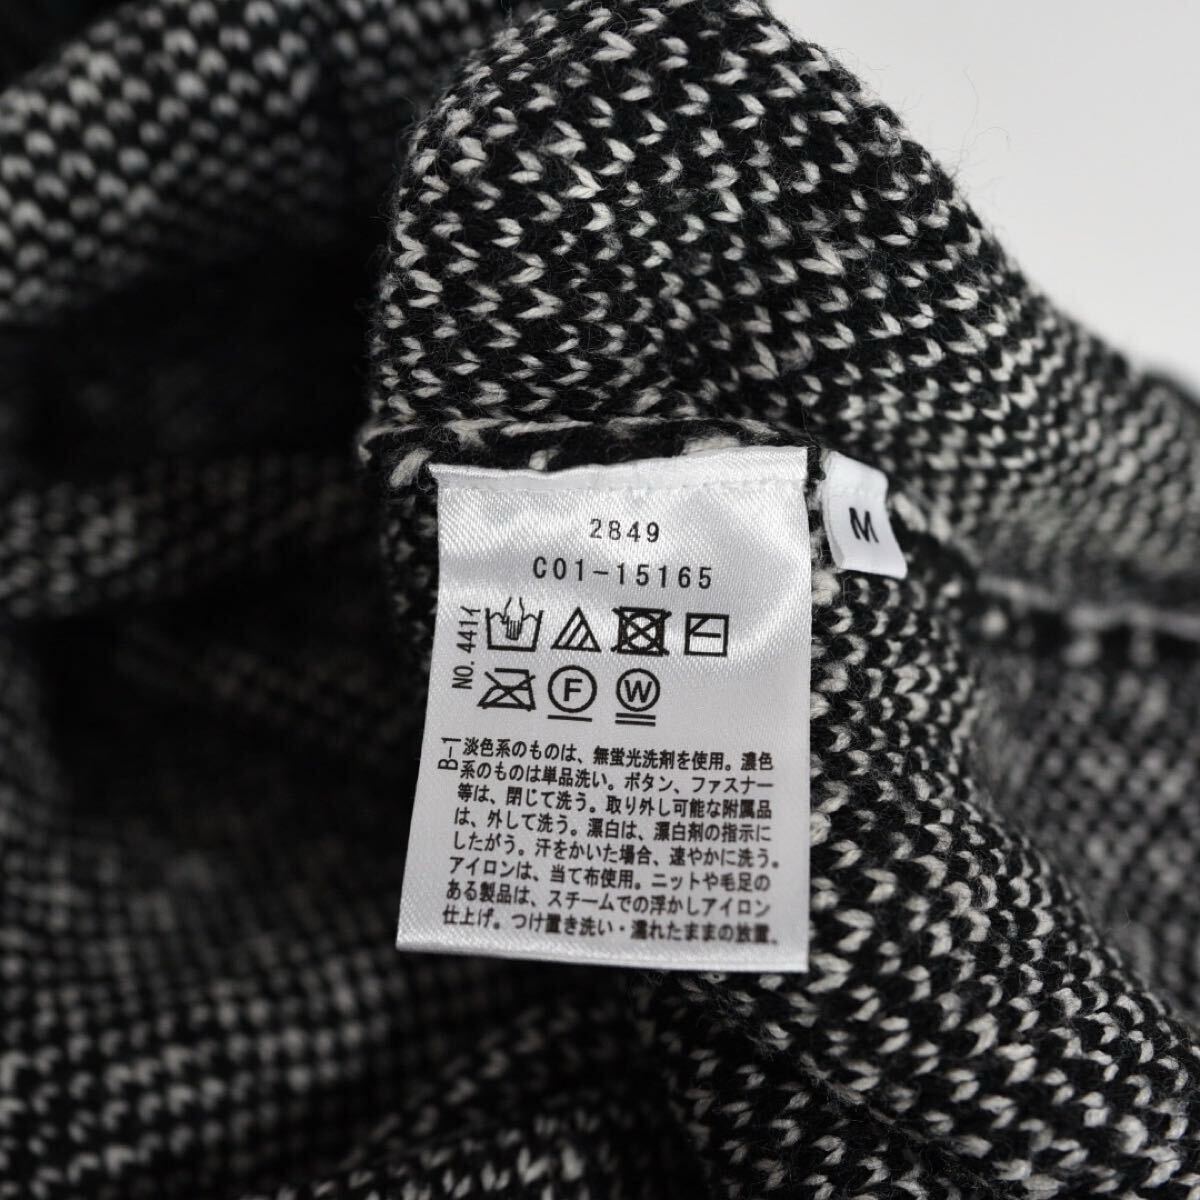 2849
C01-15165
M
NO.441イ
F
W
B-1
淡色系のものは、無蛍光洗剤を使用。濃色
系のものは単品洗い。ボタン、ファスナー
等は、閉じて洗う。取り外し可能な附属品
は、外して洗う。漂白は、漂白剤の指示に
したがう。汗をかいた場合、速やかに洗う。
アイロンは、当て布使用。ニットや毛足の
ある製品は、スチームでの浮かしアイロン
仕上げ。つけ置き洗い・濡れたままの放置。